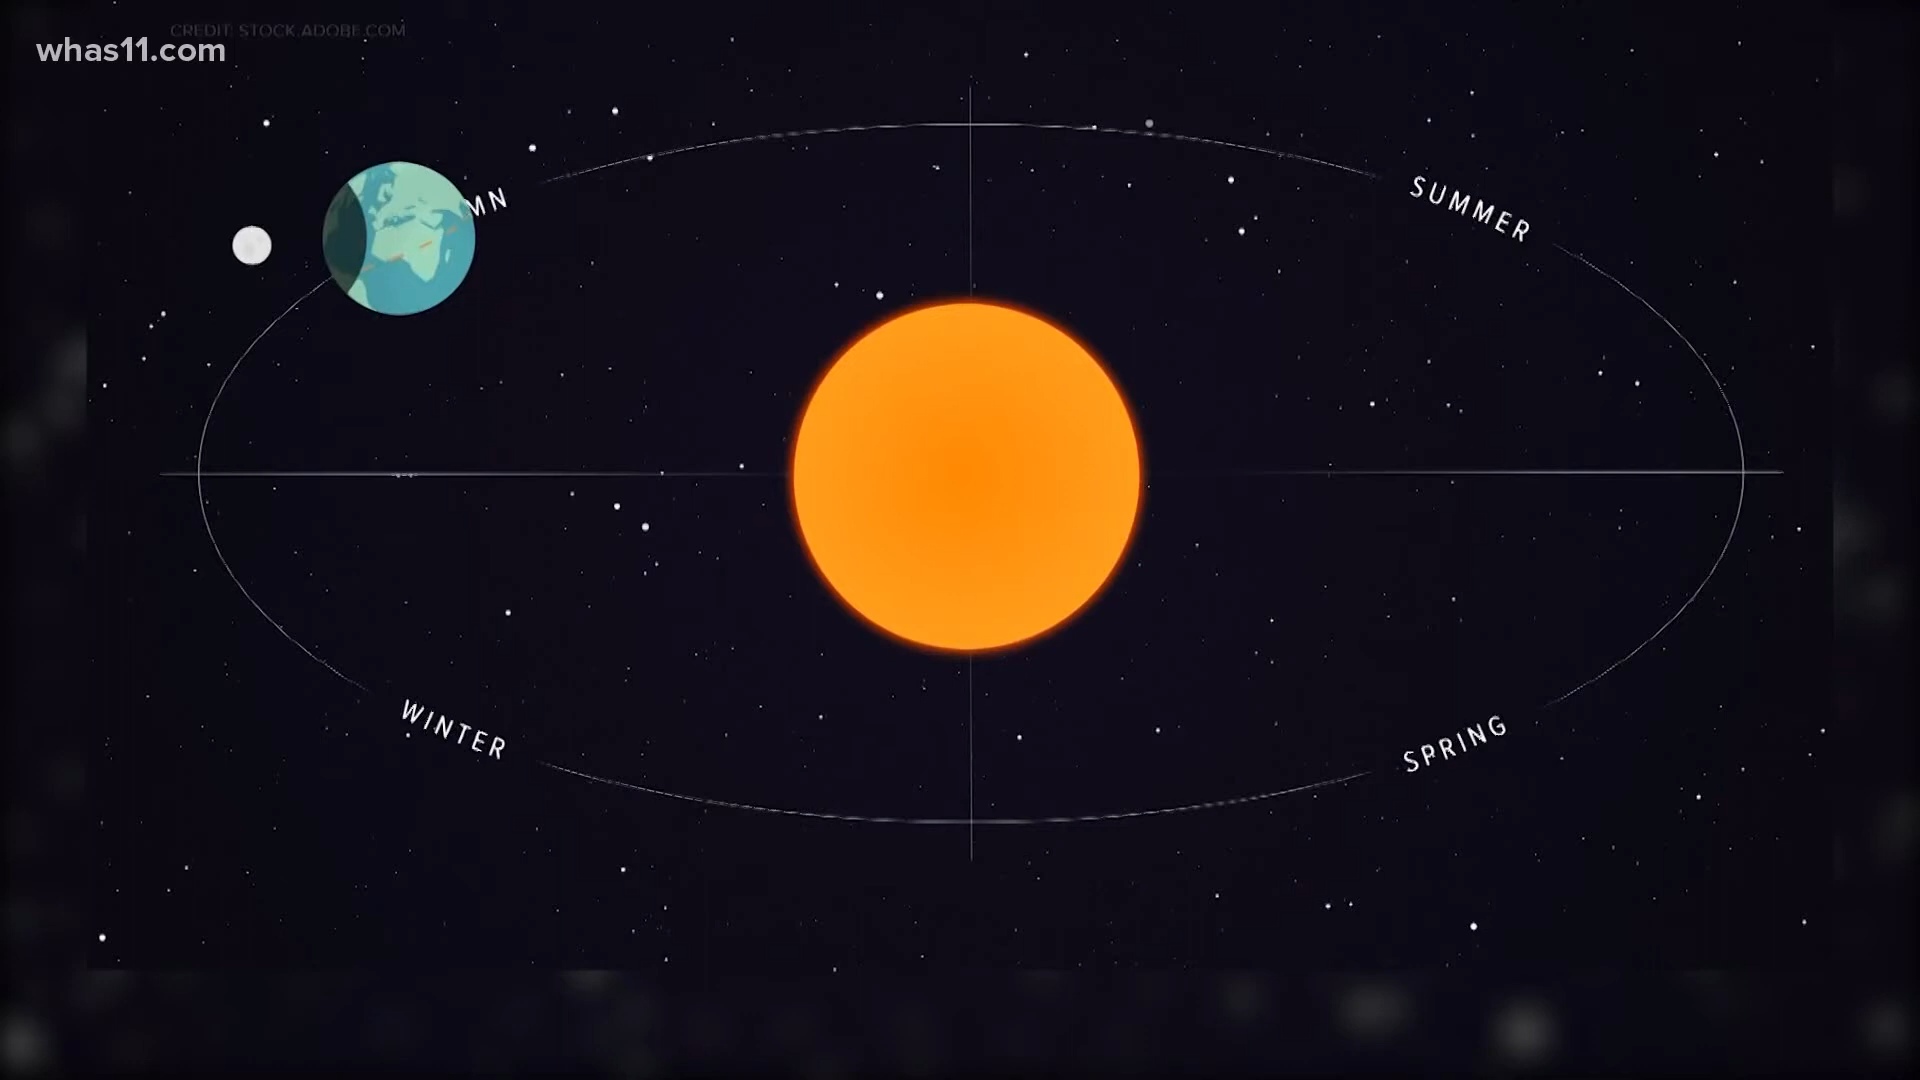 CREDIT: STOCK.ADOBE.COM
whas11.com
MN
SUMMER
WINTER
SPRING